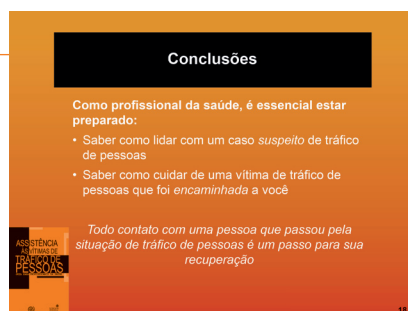 Conclusões
Como profissional da saúde, é essencial estar
preparado:
• Saber como lidar com um caso suspeito de tráfico
de pessoas
• Saber como cuidar de uma vítima de tráfico de
pessoas que foi encaminhada a você
Todo contato com uma pessoa que passou pela
situação de tráfico de pessoas é um passo para sua
recuperação
ASSISTÊNCIA
ÀS VÍTIMAS DE
TRÁFICO DE
PESSOAS
18